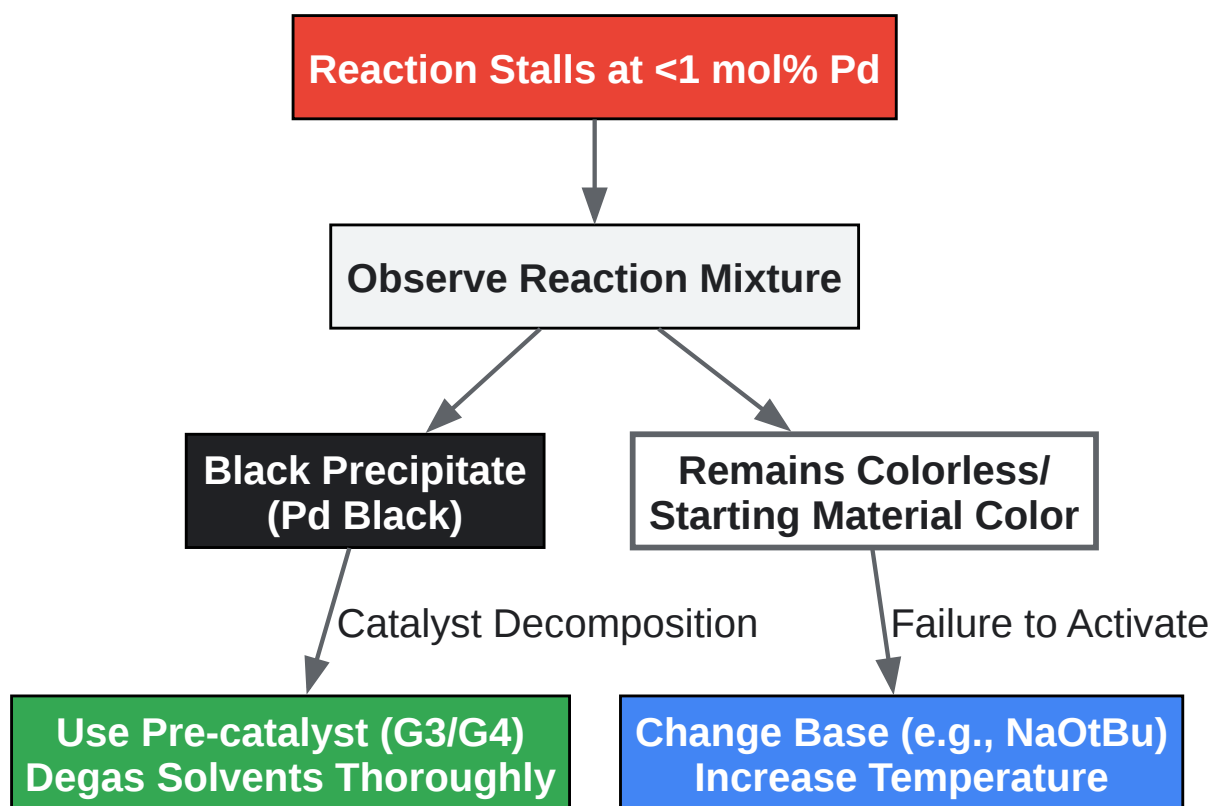 Reaction Stalls at <1 mol% Pd
Observe Reaction Mixture
Black Precipitate
(Pd Black)
Remains Colorless/
Starting Material Color
Catalyst Decomposition
Failure to Activate
Use Pre-catalyst (G3/G4)
Degas Solvents Thoroughly
Change Base (e.g., NaOtBu)
Increase Temperature